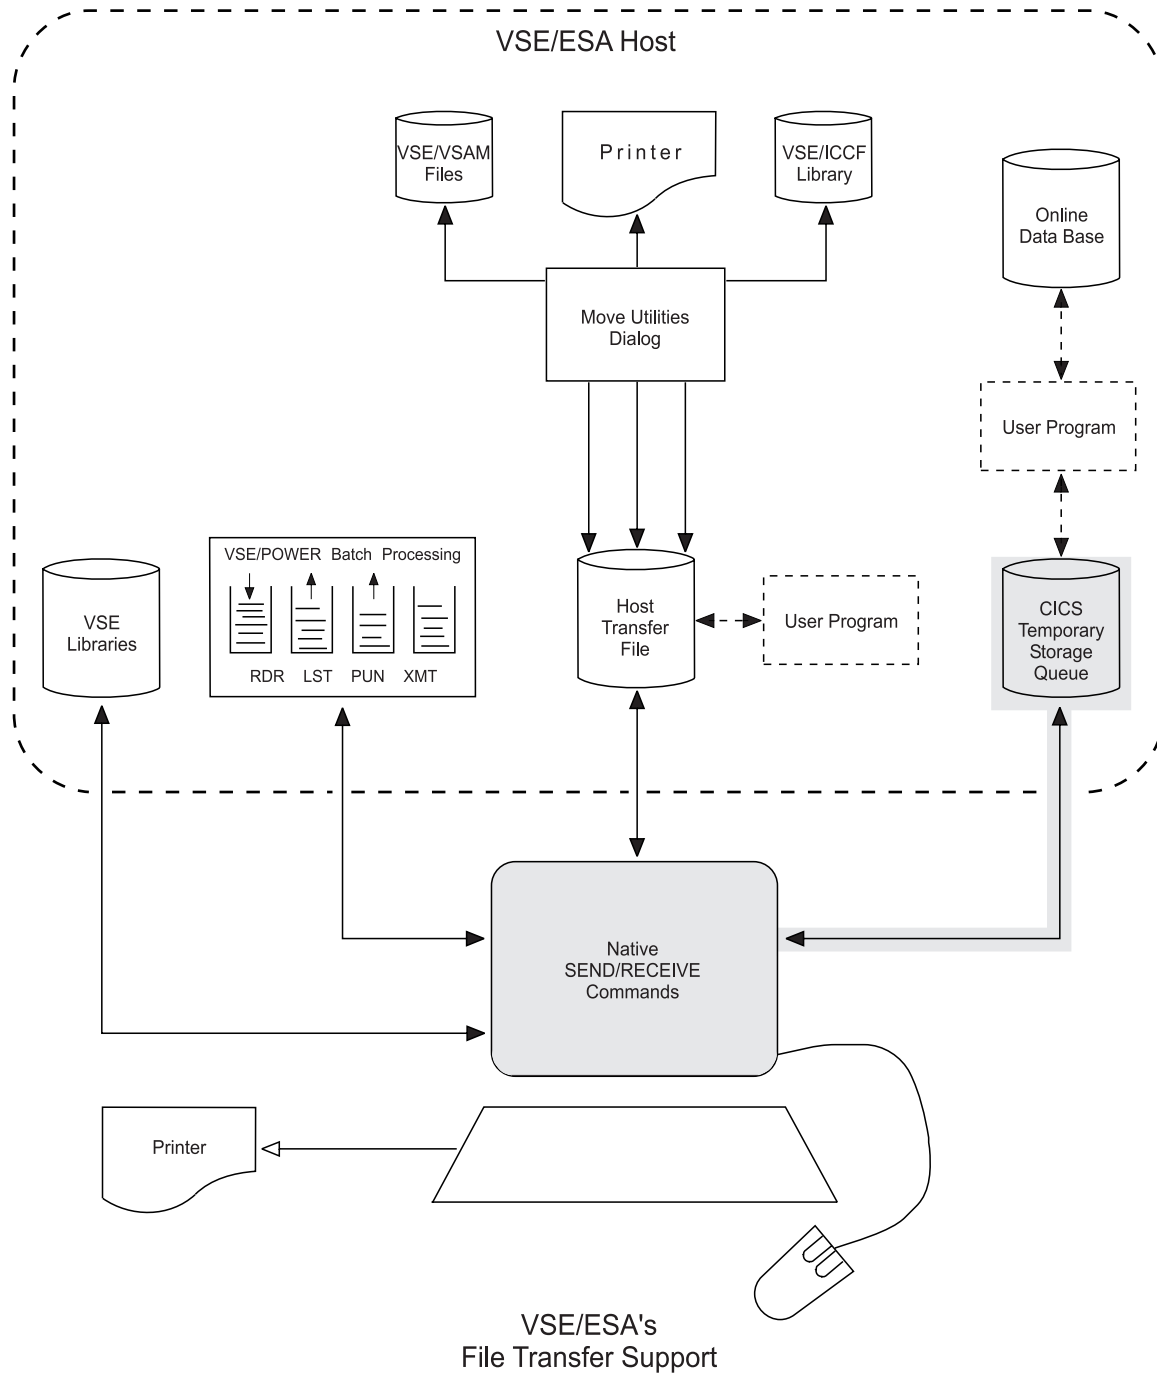 VSE/ESA Host
VSE/VSAM
Files
Printer
VSE/ICCF
Library
Online
Data Base
Move Utilities
Dialog
User Program
VSE/POWER Batch Processing
RDR LST PUN XMT
VSE
Libraries
Host
Transfer
File
User Program
CICS
Temporary
Storage
Queue
Native
SEND/RECEIVE
Commands
Printer
VSE/ESA's
File Transfer Support